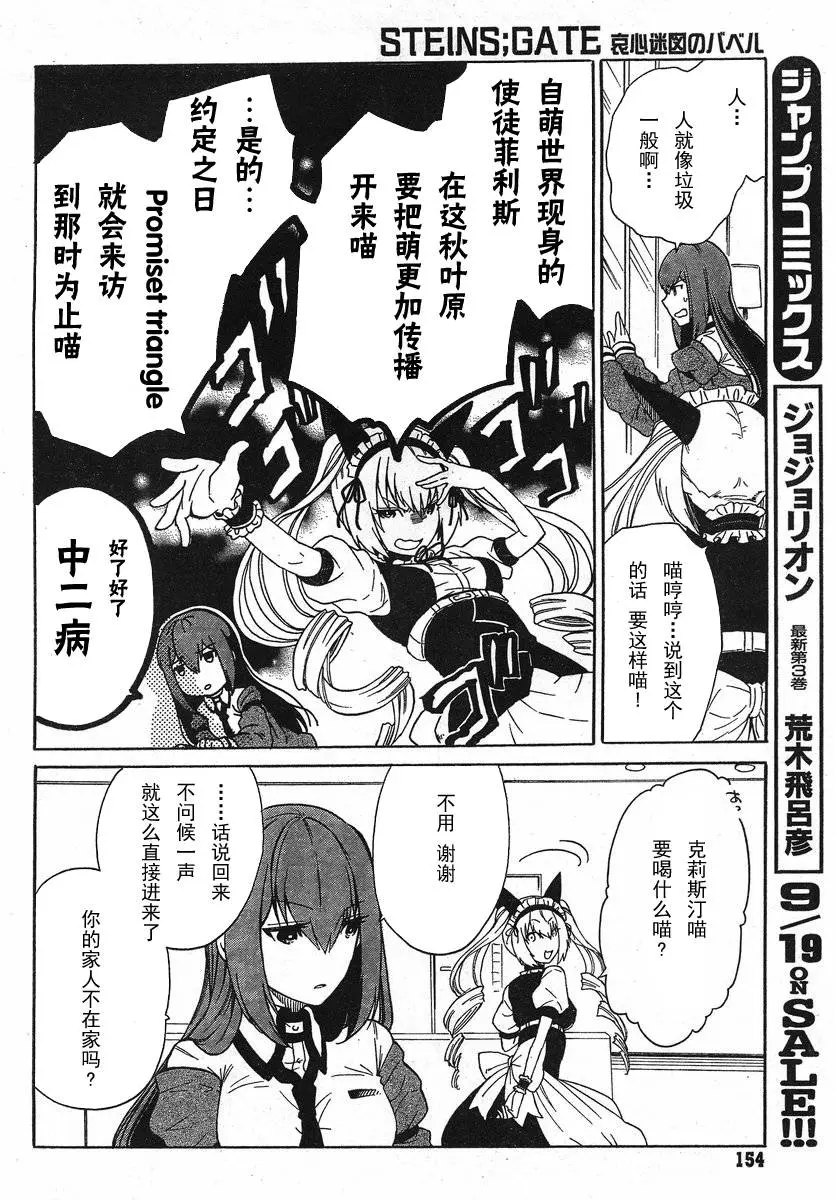 STEINS;GATE 哀心迷図のバベル
人…
人就像垃圾
一般啊…
喵哼哼…说到这个
的话 要这样喵！
自萌世界现身的
使徒菲利斯
在这秋叶原
要把萌更加传播
开来喵
…是的…
约定之日
Promiset triangle
就会来访
到那时为止喵
ゴゴゴ
ゴゴゴ
好了好了
中二病
あっ
克莉斯汀喵
要喝什么喵？
不用 谢谢
……话说回来
不问候一声
就这么直接进来了
你的家人不在家吗？
ジャンプコミックス
ジョジョリオン
最新第3巻
荒木飛呂彦
9/19 ON SALE!!!
154